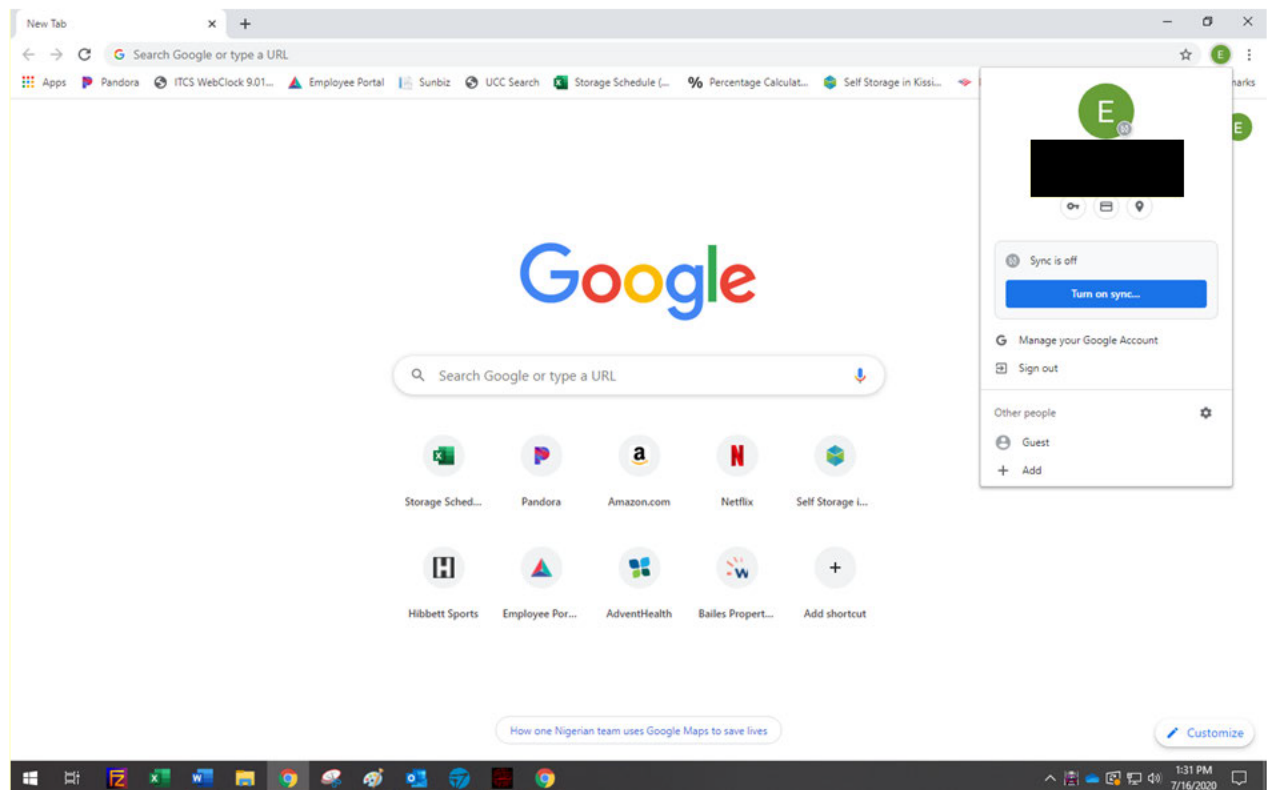 New Tab
Search Google or type a URL
Apps Pandora ITCS WebClock 9.01... Employee Portal Sunbiz UCC Search Storage Schedule (... Percentage Calculat... Self Storage in Kissi... marks
E
E
E
Sync is off
Turn on sync...
Manage your Google Account
Sign out
Other people
Guest
Add
Google
Search Google or type a URL
Storage Sched... Pandora Amazon.com Netflix Self Storage i...
Hibbett Sports Employee Por... AdventHealth Bailes Propert... Add shortcut
How one Nigerian team uses Google Maps to save lives
Customize
1:31 PM
7/16/2020